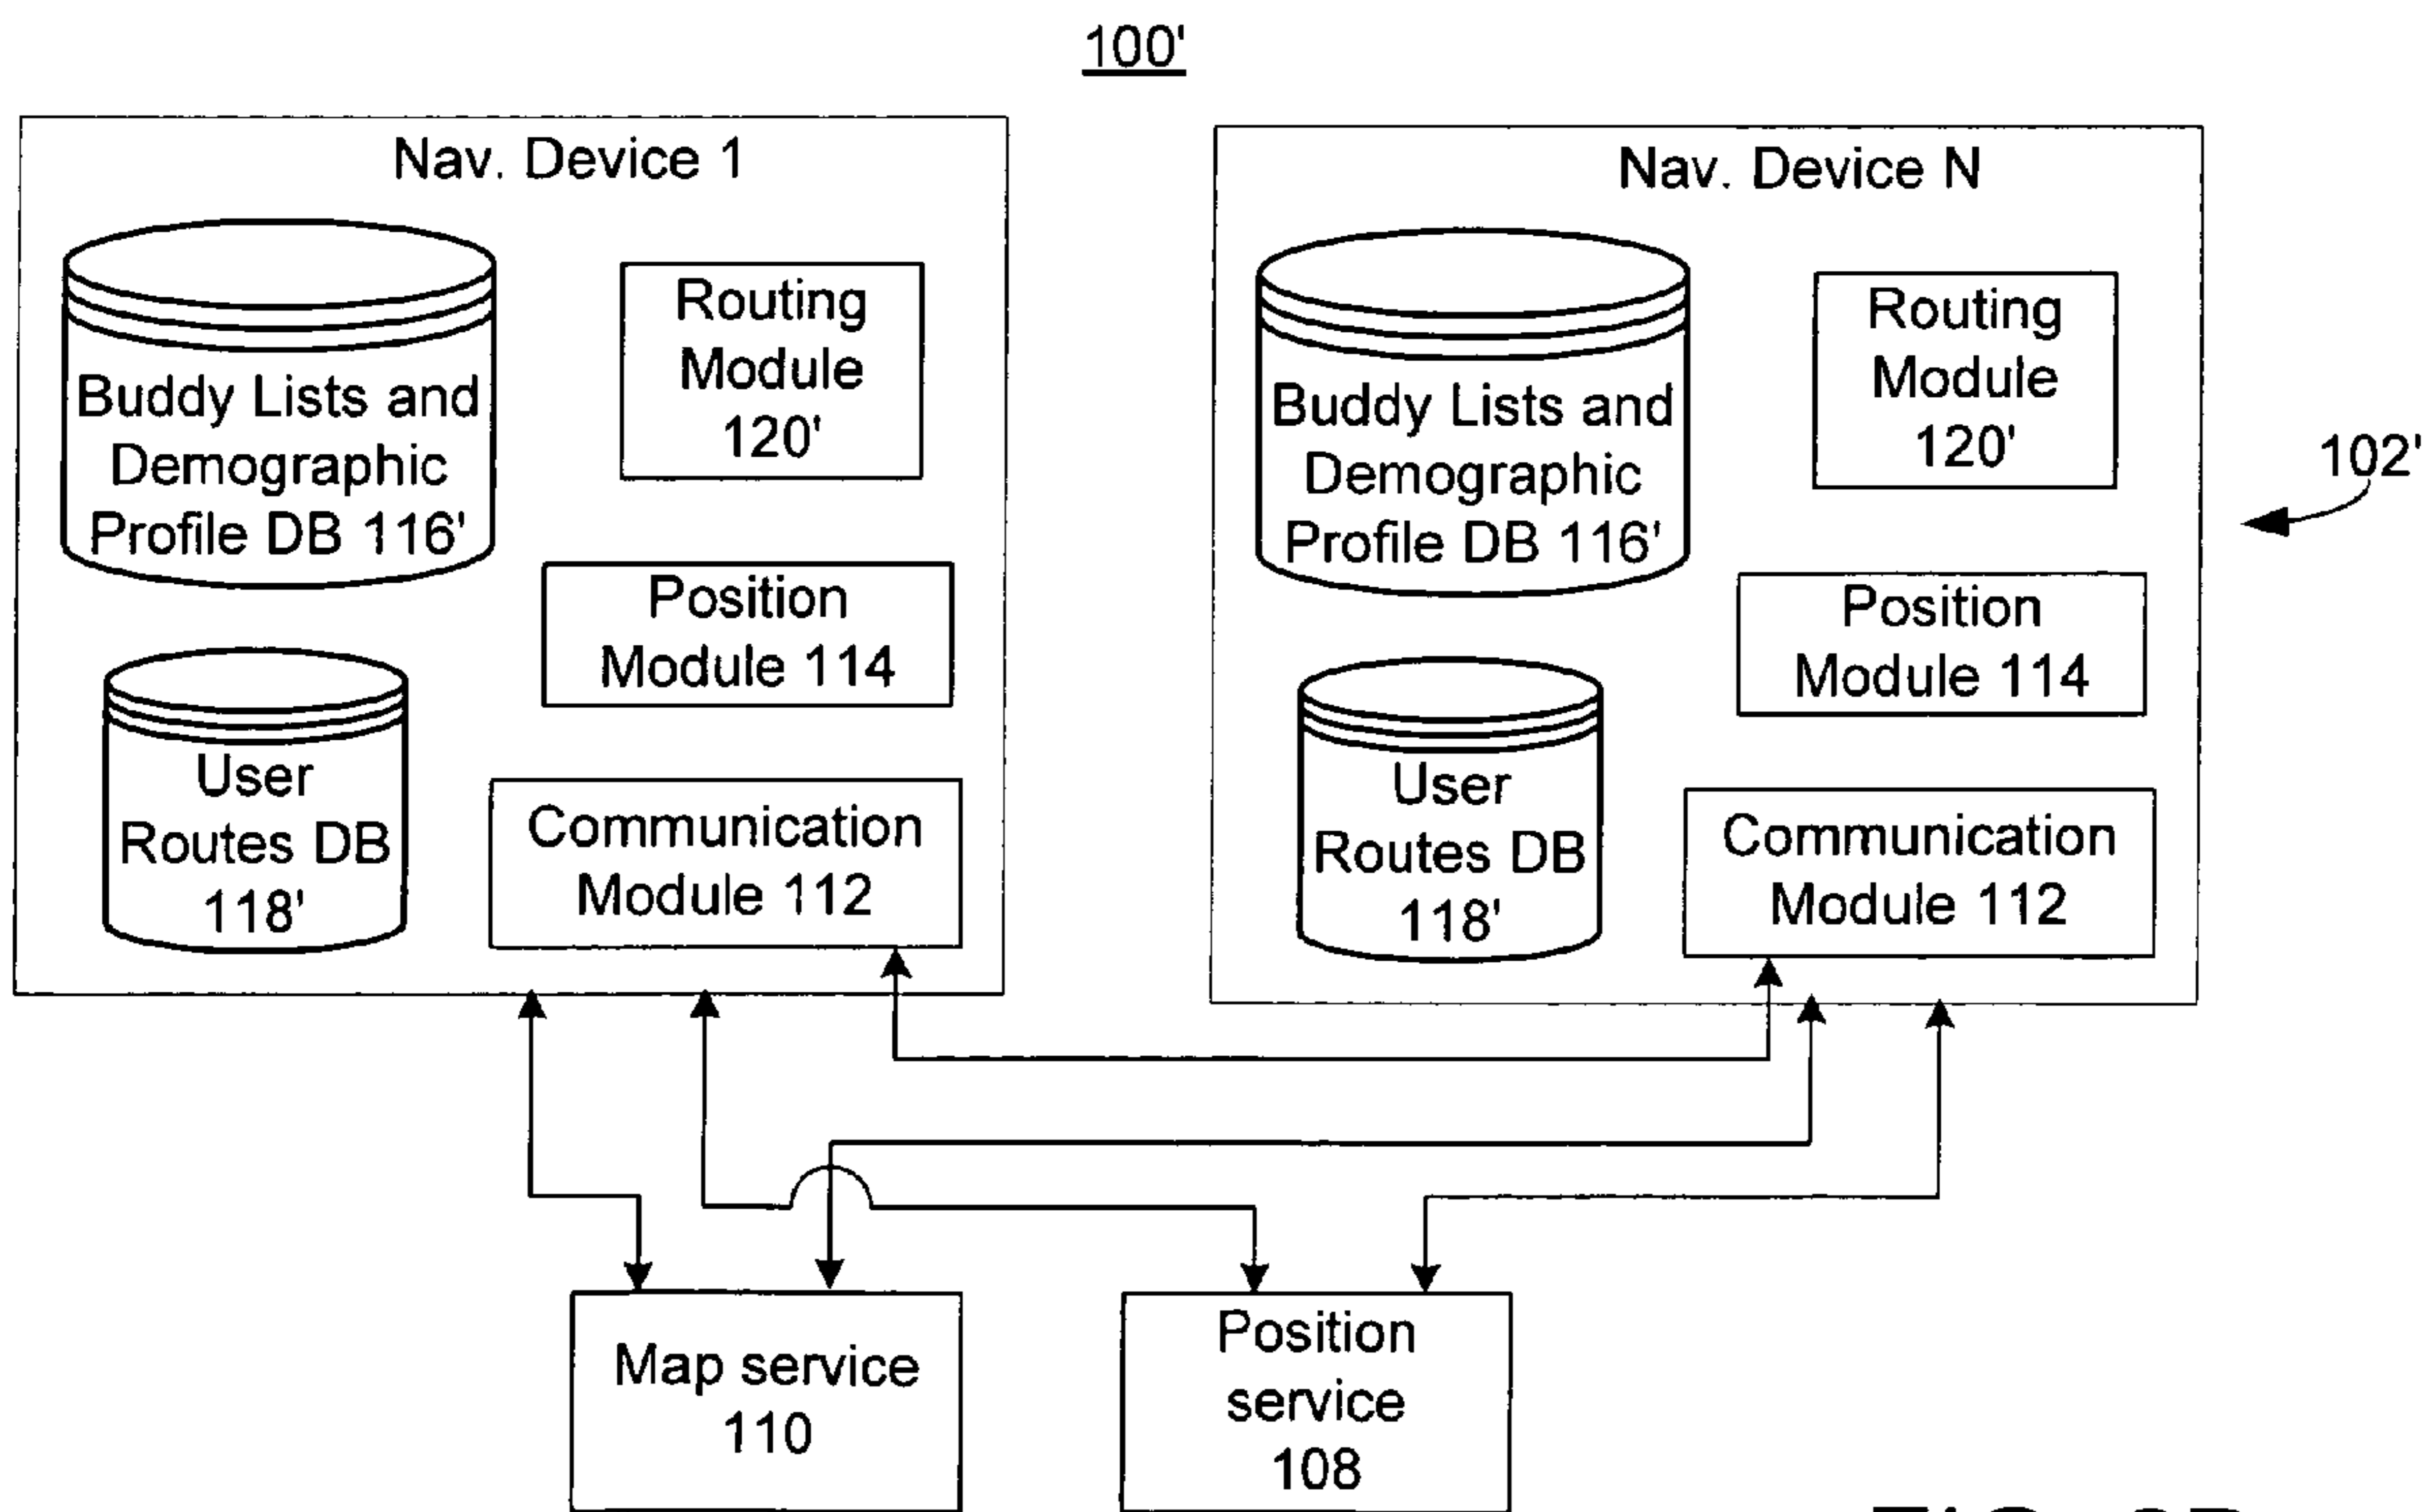 100'
Nav. Device 1
Buddy Lists and
Demographic
Profile DB 116'
Routing
Module
120'
Position
Module 114
User
Routes DB
118'
Communication
Module 112
Nav. Device N
Buddy Lists and
Demographic
Profile DB 116'
Routing
Module
120'
102'
Position
Module 114
User
Routes DB
118'
Communication
Module 112
Map service
110
Position
service
108